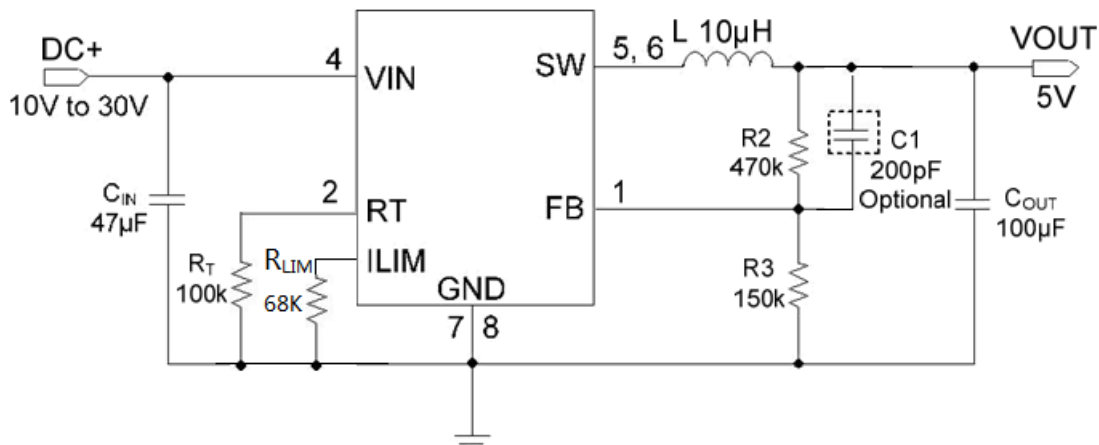 DC+
10V to 30V
CIN
47µF
4
VIN
2
RT
RT
100k
ILIM
RLIM
68K
GND
7 8
SW
5, 6
L 10µH
FB
1
R2
470k
C1
200pF
Optional
R3
150k
COUT
100µF
VOUT
5V